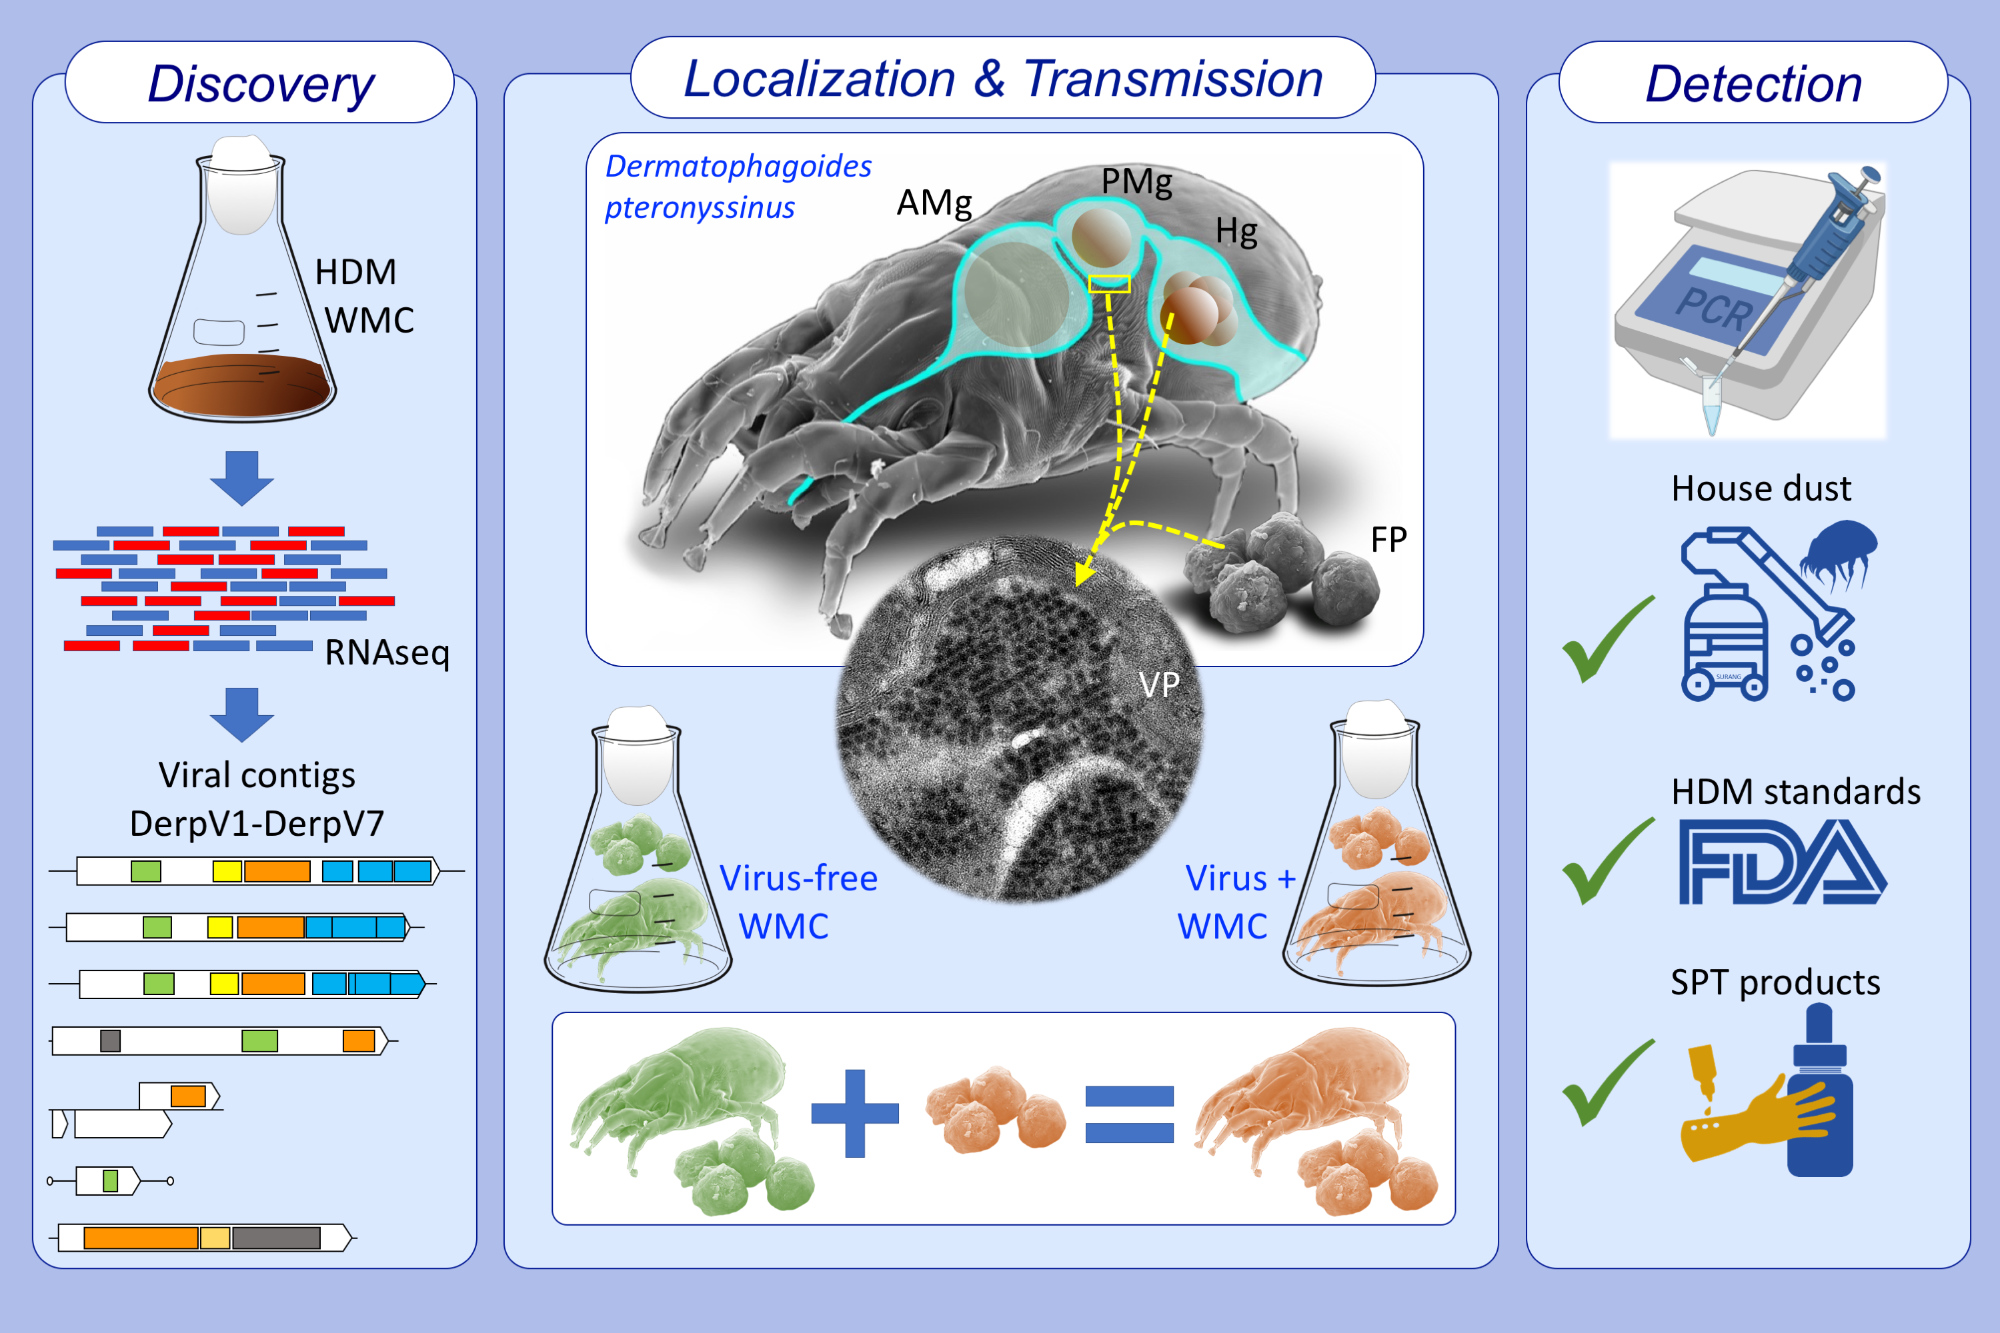 Discovery
HDM
WMC
RNAseq
Viral contigs
DerpV1-DerpV7
Localization & Transmission
Dermatophagoides
pteronyssinus
AMg
PMg
Hg
FP
VP
Virus-free
WMC
Virus +
WMC
Detection
PCR
House dust
SURANG
HDM standards
FDA
SPT products